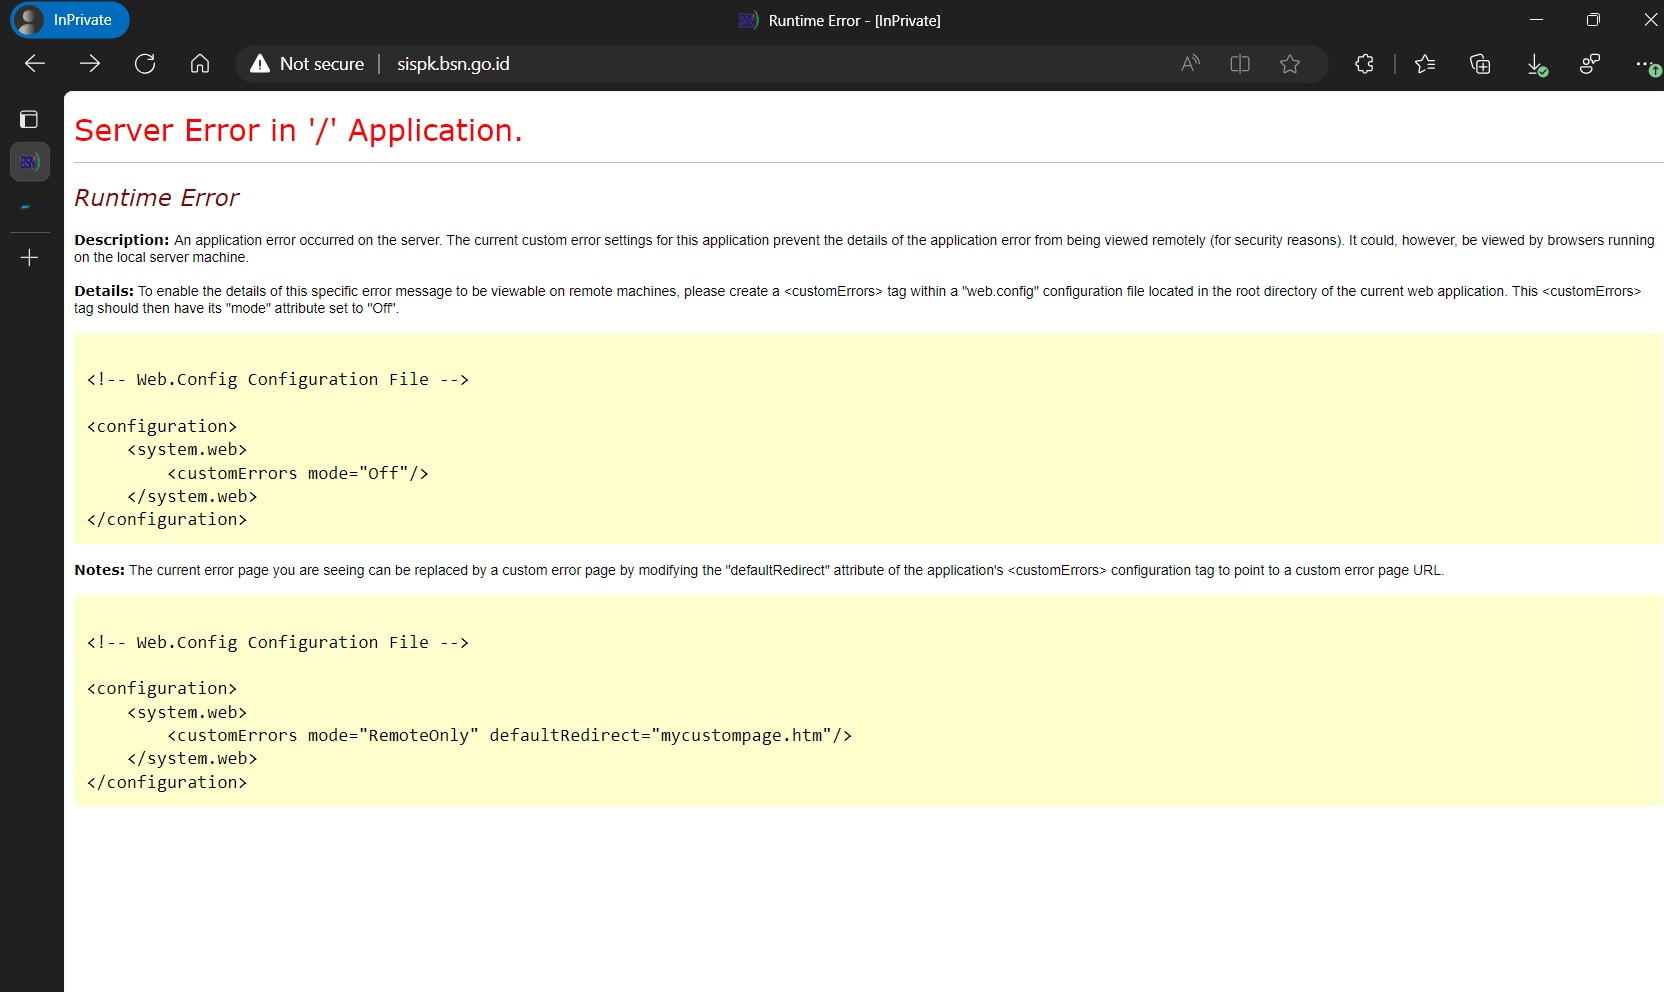 InPrivate
Runtime Error - [InPrivate]
Not secure
sispk.bsn.go.id
Server Error in '/' Application.
Runtime Error
Description: An application error occurred on the server. The current custom error settings for this application prevent the details of the application error from being viewed remotely (for security reasons). It could, however, be viewed by browsers running
on the local server machine.
Details: To enable the details of this specific error message to be viewable on remote machines, please create a <customErrors> tag within a "web.config" configuration file located in the root directory of the current web application. This <customErrors>
tag should then have its "mode" attribute set to "Off".
<!-- Web.Config Configuration File -->
<configuration>
    <system.web>
        <customErrors mode="Off"/>
    </system.web>
</configuration>
Notes: The current error page you are seeing can be replaced by a custom error page by modifying the "defaultRedirect" attribute of the application's <customErrors> configuration tag to point to a custom error page URL.
<!-- Web.Config Configuration File -->
<configuration>
    <system.web>
        <customErrors mode="RemoteOnly" defaultRedirect="mycustompage.htm"/>
    </system.web>
</configuration>